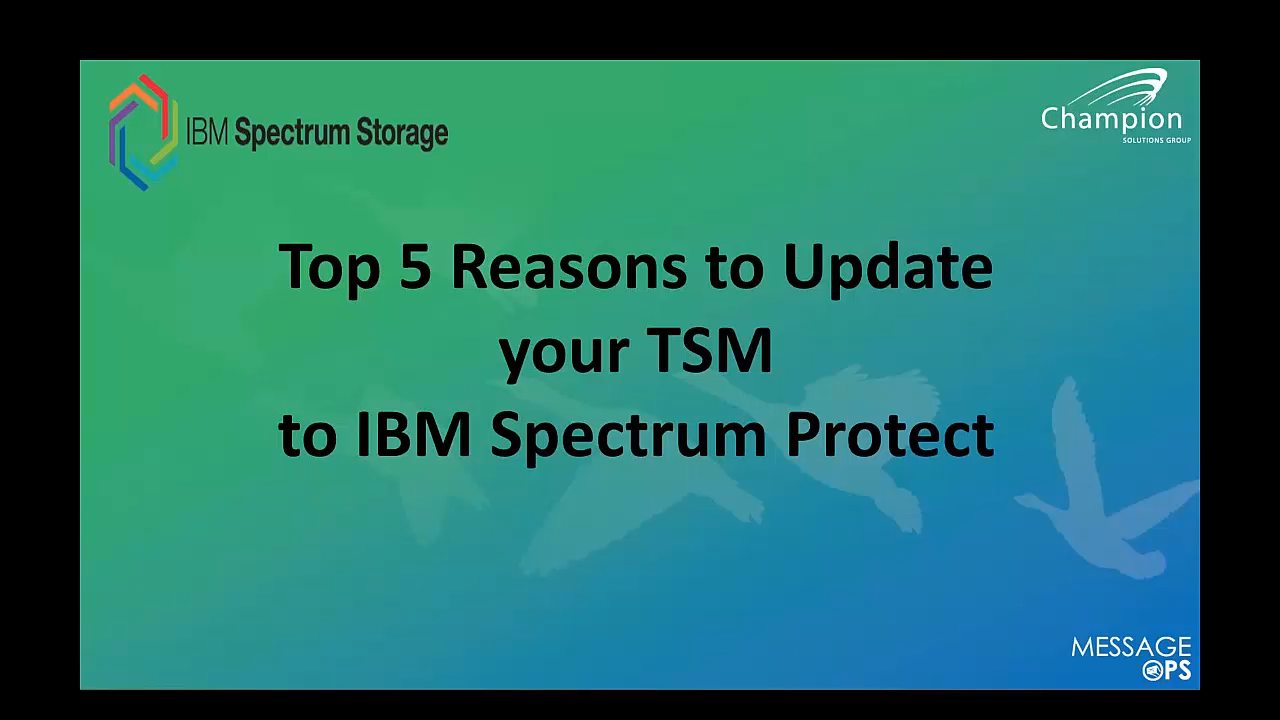 IBM Spectrum Storage
Champion
SOLUTIONS GROUP
Top 5 Reasons to Update
your TSM
to IBM Spectrum Protect
MESSAGE
OPS